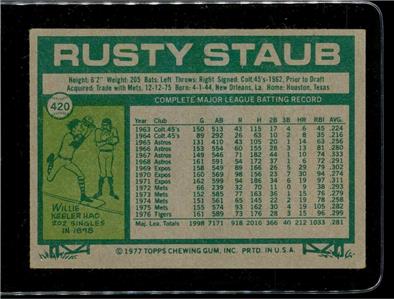 RUSTY STAUB
Height: 6'2" Weight: 205 Bats: Left Throws: Right Signed: Colt.45's-1962, Prior to Draft
Acquired: Trade with Mets, 12-12-75 Born: 4-1-44, New Orleans, La. Home: Houston, Texas
420
COMPLETE MAJOR LEAGUE BATTING RECORD
Year Club G AB R H 2B 3B HR RBI AVG.
1963 Colt.45's 150 513 43 115 17 4 6 45 .224
1964 Colt.45's 89 292 26 63 10 2 8 35 .216
1965 Astros 131 410 43 105 20 1 14 63 .256
1966 Astros 153 554 60 155 28 3 13 81 .280
1967 Astros 149 546 71 182 44 1 10 74 .333
1968 Astros 161 591 54 172 37 1 6 72 .291
1969 Expos 158 549 89 166 26 5 29 79 .302
1970 Expos 160 569 98 156 23 7 30 94 .274
1971 Expos 162 599 94 186 34 6 19 97 .311
1972 Mets 66 239 32 70 11 0 9 38 .293
1973 Mets 152 585 77 163 36 1 15 76 .279
1974 Mets 151 561 65 145 22 2 19 78 .258
1975 Mets 155 574 93 162 30 4 19 105 .282
1976 Tigers 161 589 73 176 28 3 15 96 .299
Maj. Lea. Totals 1998 7171 918 2016 366 40 212 1033 .281
WILLIE
KEELER HAD
202 SINGLES
IN 1898
© 1977 TOPPS CHEWING GUM, INC. PRTD. IN U.S.A.